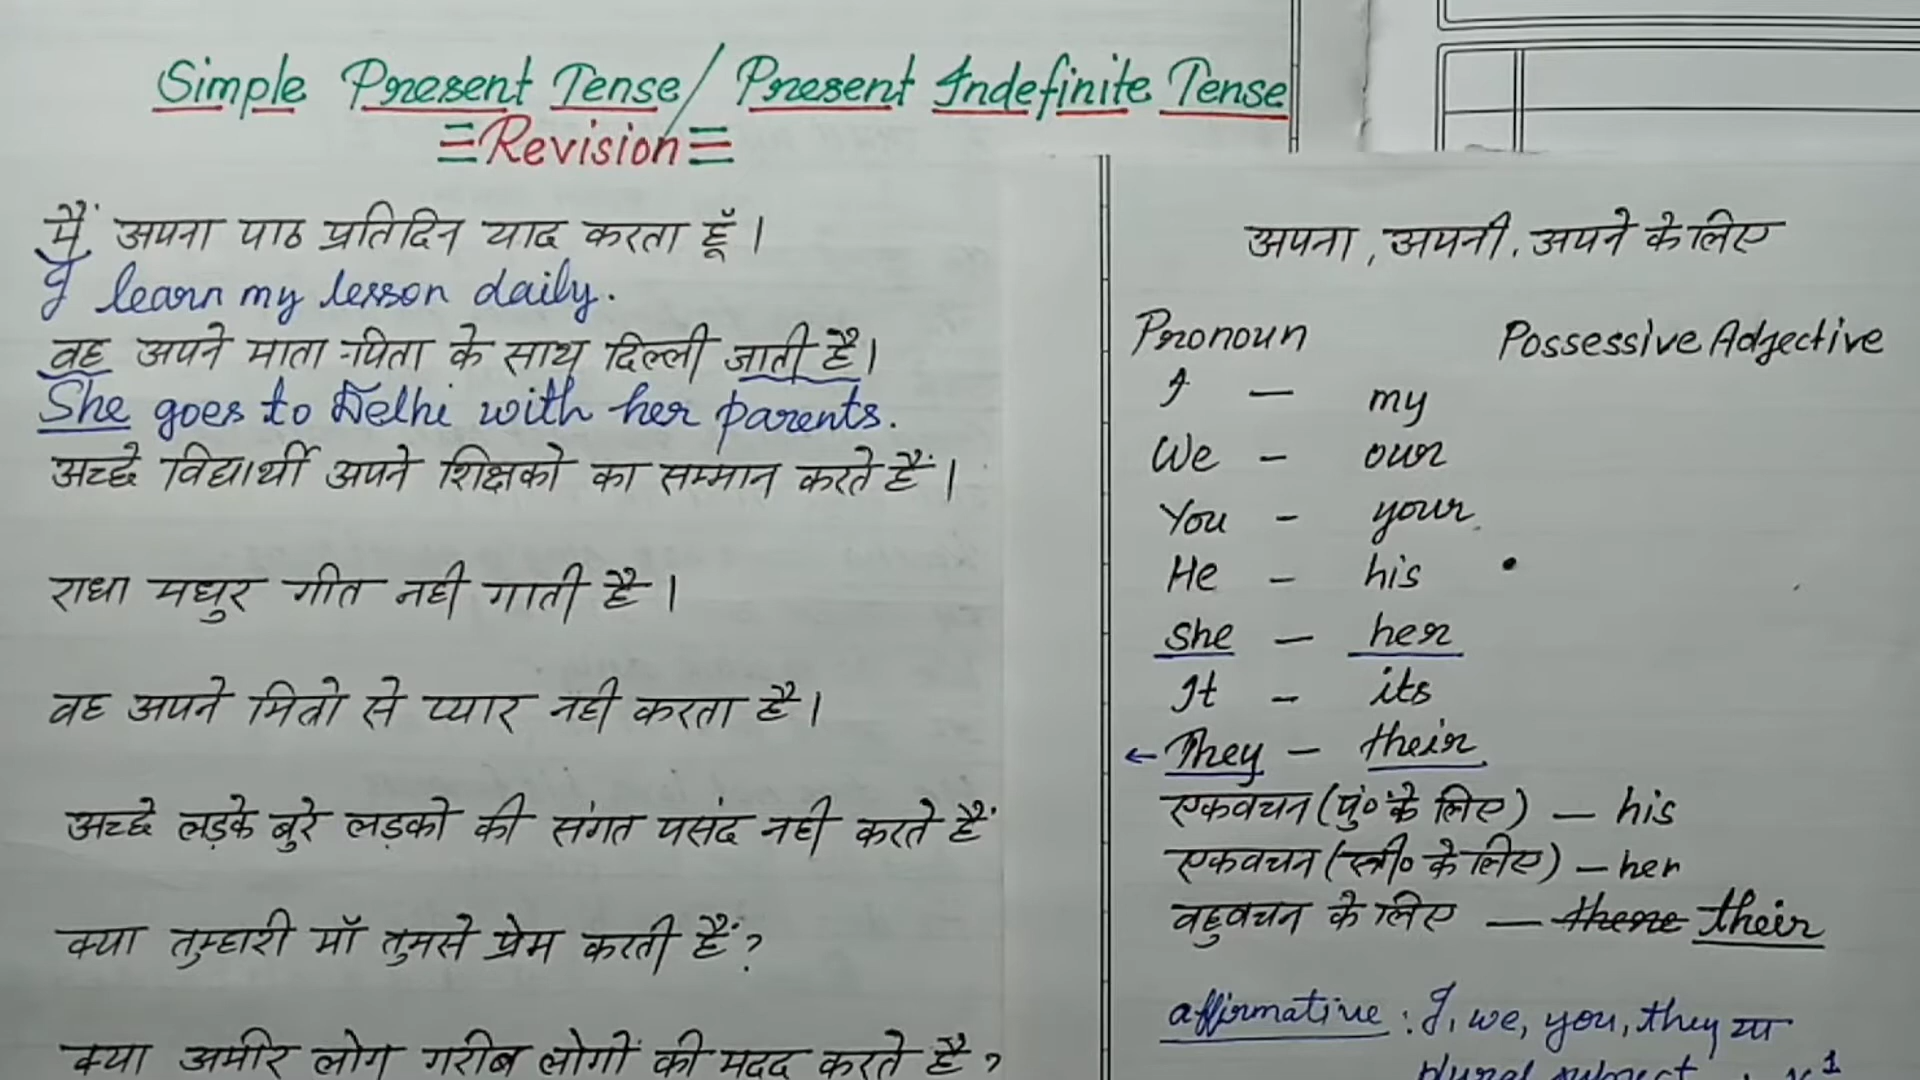 Simple Present Tense/ Present Indefinite Tense
Revision
मैं अपना पाठ प्रतिदिन याद करता हूँ ।
I learn my lesson daily.
वह अपने माता-पिता के साथ दिल्ली जाती है।
She goes to Delhi with her parents.
अच्छे विद्यार्थी अपने शिक्षको का सम्मान करते हैं ।
राधा मधुर गीत नही गाती है ।
वह अपने मित्रो से प्यार नही करता है ।
अच्छे लड़के बुरे लड़को की संगत पसंद नही करते हैं
क्या तुम्हारी माँ तुमसे प्रेम करती हैं ?
क्या अमीर लोग गरीब लोगों की मदद करते है ?
अपना , अपनी, अपने के लिए
Pronoun Possessive Adjective
I — my
We - our
You - your
He - his
She — her
It - its
← They — their
एकवचन (पुं० के लिए) — his
एकवचन (स्त्री० के लिए) — her
बहुवचन के लिए — there their
affirmative : I, we, you, they या
plural subject